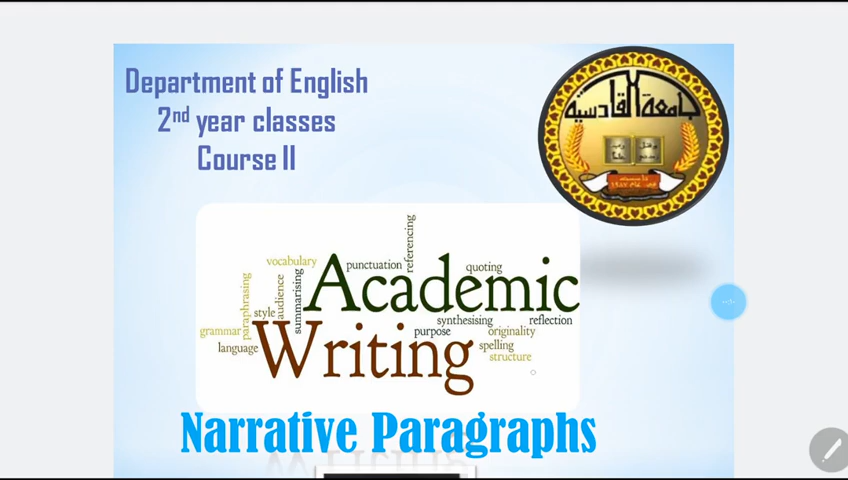 Department of English
2nd year classes
Course II
جامعة القادسية
referencing
vocabulary
punctuation
quoting
paraphrasing
audience
summarising
style
Academic
synthesising
reflection
grammar
purpose
originality
language
Writing
spelling
structure
Narrative Paragraphs